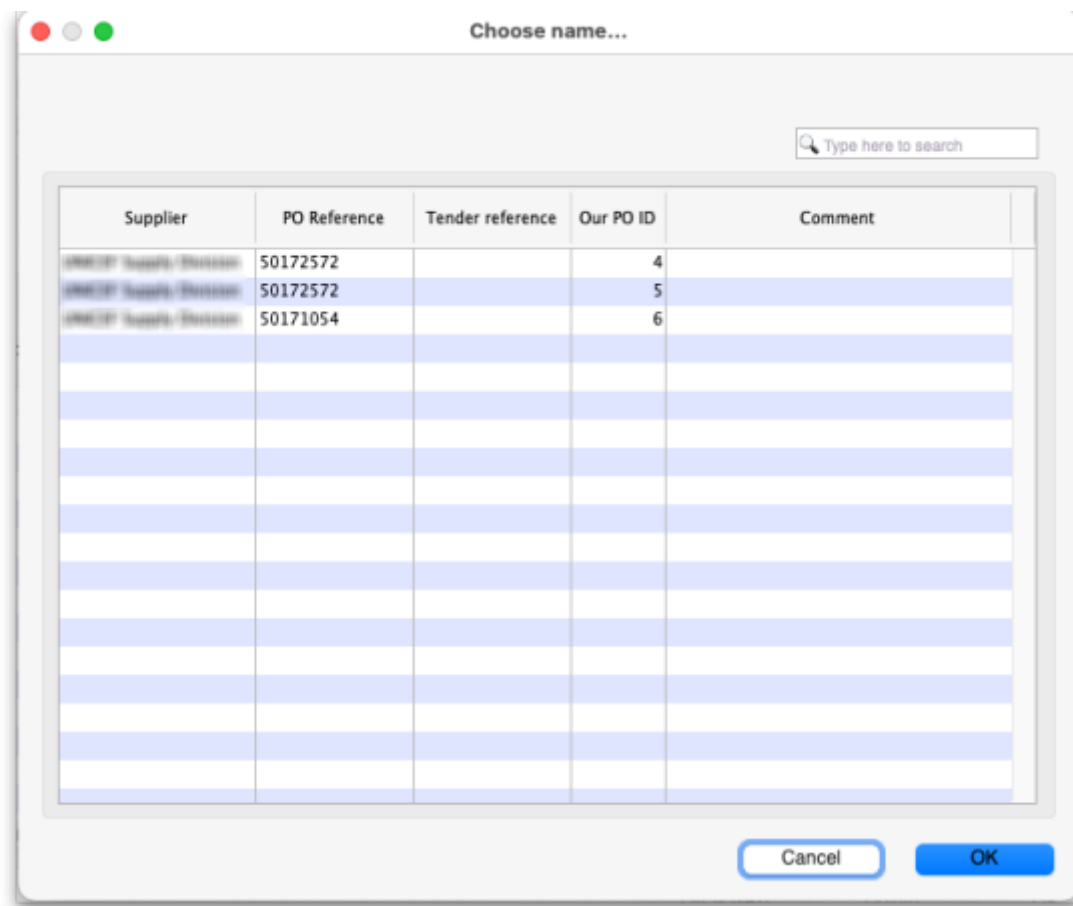 Choose name...
Type here to search
Supplier PO Reference Tender reference Our PO ID Comment
50172572 4
50172572 5
50171054 6
Cancel OK